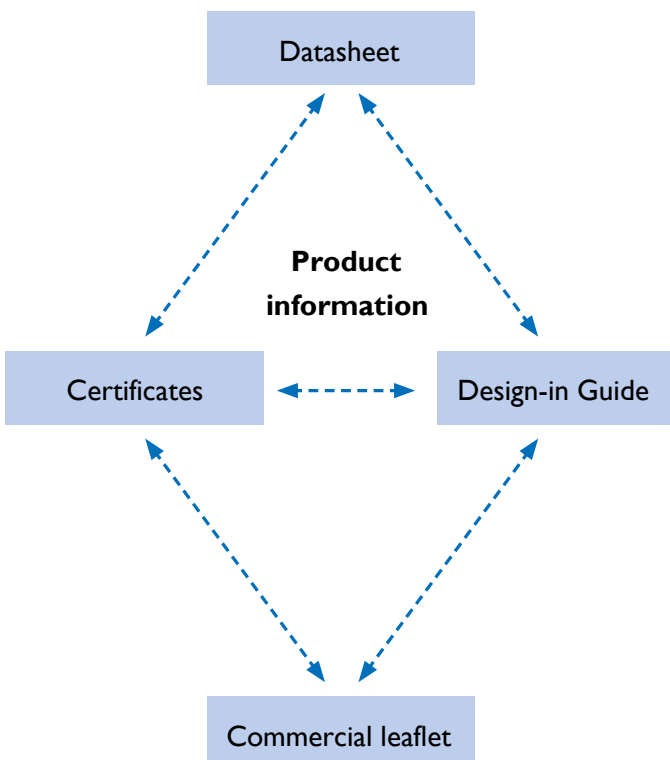 Datasheet
Product
information
Certificates
Design-in Guide
Commercial leaflet